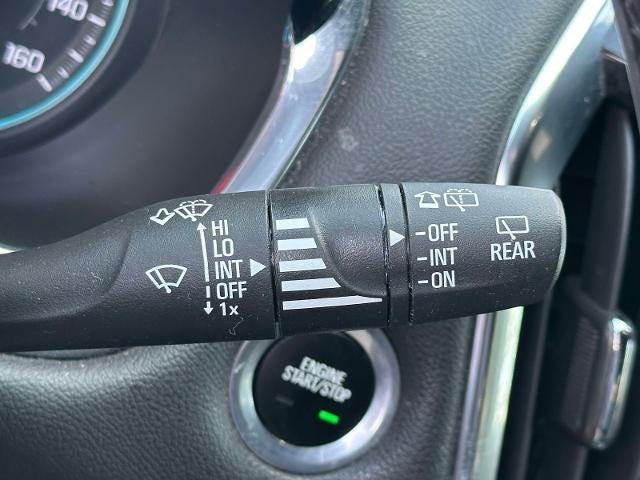 140
160
HI
LO
INT
OFF
1x
-OFF
-INT
-ON
REAR
ENGINE
START/STOP